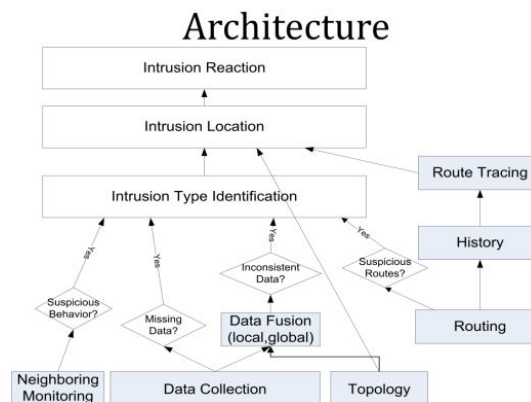 Architecture
Intrusion Reaction
Intrusion Location
Route Tracing
Intrusion Type Identification
Yes
Yes
Yes
Yes
History
Inconsistent
Data?
Suspicious
Routes?
Suspicious
Behavior?
Missing
Data?
Data Fusion
(local,global)
Routing
Neighboring
Monitoring
Data Collection
Topology